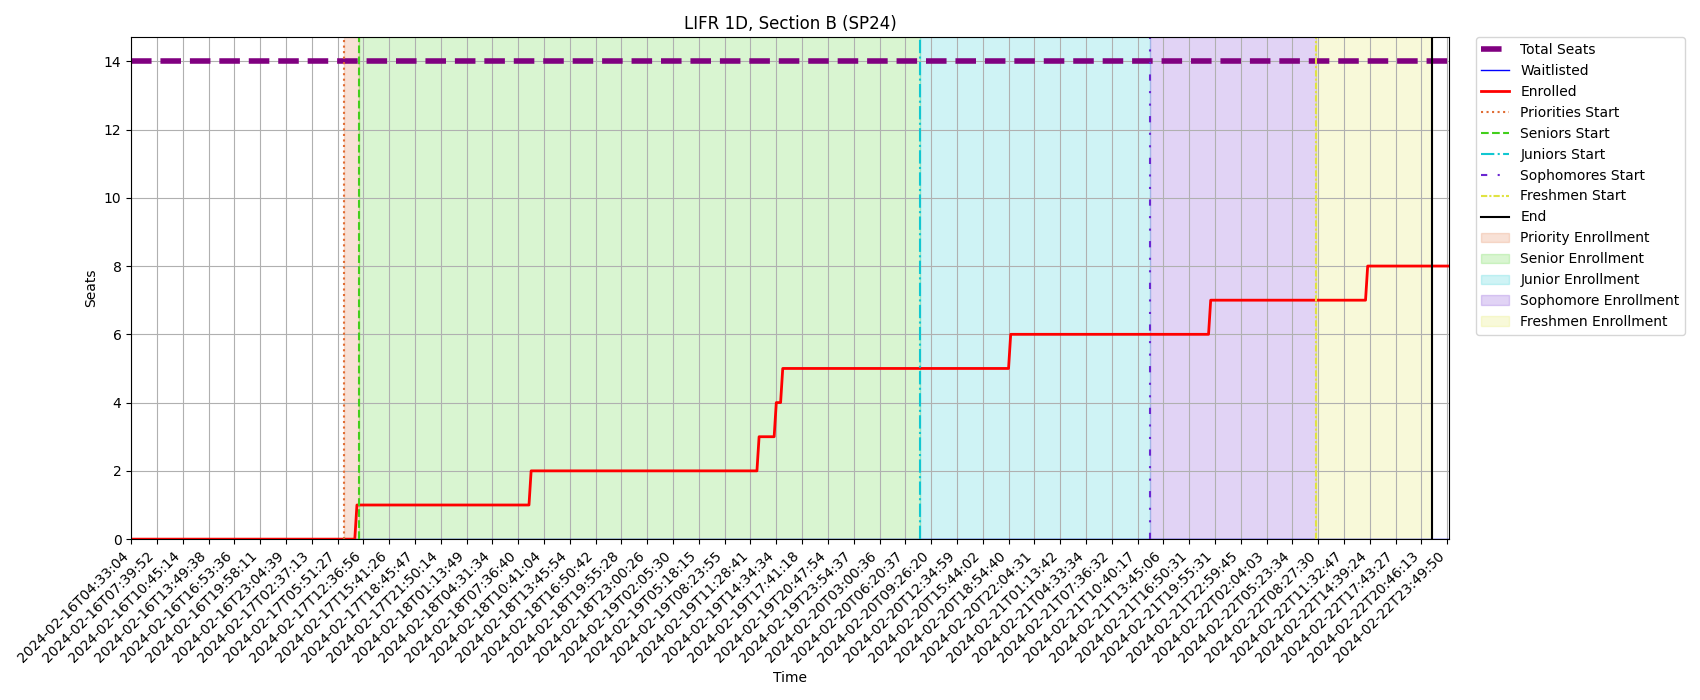 LIFR 1D, Section B (SP24)
14
12
10
8
6
4
2
0
Seats
2024-02-16T04:33:04
2024-02-16T07:39:52
2024-02-16T10:45:14
2024-02-16T13:49:38
2024-02-16T16:53:36
2024-02-16T19:58:11
2024-02-16T23:04:39
2024-02-17T02:37:13
2024-02-17T05:51:27
2024-02-17T12:36:56
2024-02-17T15:41:26
2024-02-17T18:45:47
2024-02-17T21:50:14
2024-02-18T01:13:49
2024-02-18T04:31:34
2024-02-18T07:36:40
2024-02-18T10:41:04
2024-02-18T13:45:54
2024-02-18T16:50:42
2024-02-18T19:55:28
2024-02-18T23:00:26
2024-02-19T02:05:30
2024-02-19T05:18:15
2024-02-19T08:23:55
2024-02-19T11:28:41
2024-02-19T14:34:34
2024-02-19T17:41:18
2024-02-19T20:47:54
2024-02-19T23:54:37
2024-02-20T03:00:36
2024-02-20T06:20:37
2024-02-20T09:26:20
2024-02-20T12:34:59
2024-02-20T15:44:02
2024-02-20T18:54:40
2024-02-20T22:04:31
2024-02-21T01:13:42
2024-02-21T04:33:34
2024-02-21T07:36:32
2024-02-21T10:40:17
2024-02-21T13:45:06
2024-02-21T16:50:31
2024-02-21T19:55:31
2024-02-21T22:59:45
2024-02-22T02:04:03
2024-02-22T05:23:34
2024-02-22T08:27:30
2024-02-22T11:32:47
2024-02-22T14:39:24
2024-02-22T17:43:27
2024-02-22T20:46:13
2024-02-22T23:49:50
Time
Total Seats
Waitlisted
Enrolled
Priorities Start
Seniors Start
Juniors Start
Sophomores Start
Freshmen Start
End
Priority Enrollment
Senior Enrollment
Junior Enrollment
Sophomore Enrollment
Freshmen Enrollment